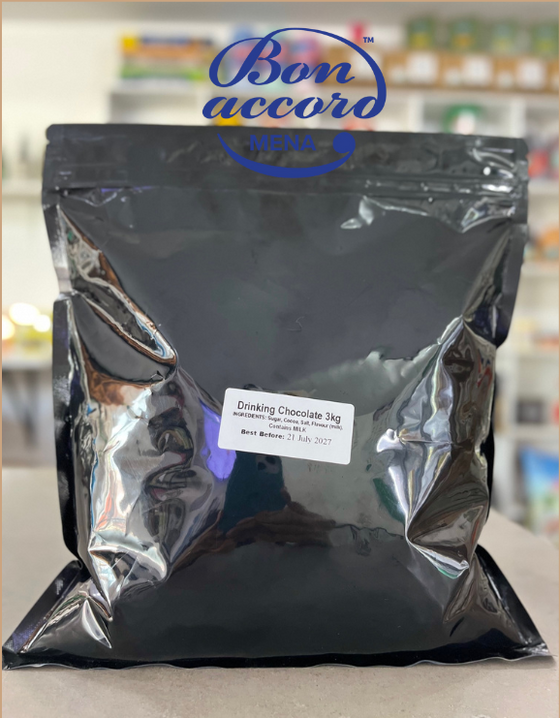 Bon
accord
™
MENA
Drinking Chocolate 3kg
INGREDIENTS: Sugar, Cocoa, Salt, Flavour (milk).
Contains MILK
Best Before: 21 July 2027